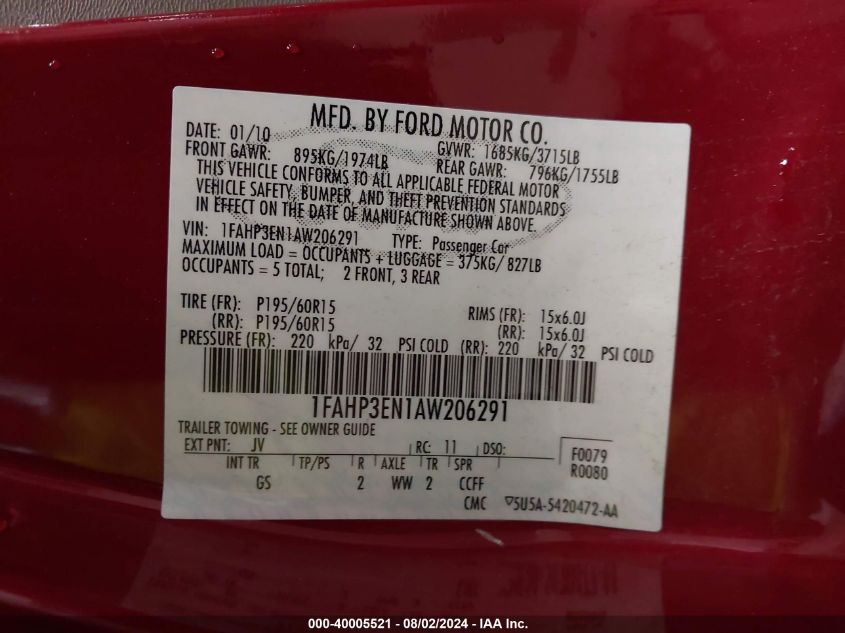 MFD. BY FORD MOTOR CO.
DATE: 01/10 GVWR: 1685KG/3715LB
FRONT GAWR: 895KG/1974LB REAR GAWR: 796KG/1755LB
THIS VEHICLE CONFORMS TO ALL APPLICABLE FEDERAL MOTOR
VEHICLE SAFETY, BUMPER, AND THEFT PREVENTION STANDARDS
IN EFFECT ON THE DATE OF MANUFACTURE SHOWN ABOVE.
VIN: 1FAHP3EN1AW206291 TYPE: Passenger Car
MAXIMUM LOAD = OCCUPANTS + LUGGAGE = 375KG/ 827LB
OCCUPANTS = 5 TOTAL; 2 FRONT, 3 REAR
TIRE (FR): P195/60R15 RIMS (FR): 15x6.0J
(RR): P195/60R15 (RR): 15x6.0J
PRESSURE (FR): 220 kPa/ 32 PSI COLD (RR): 220 kPa/ 32 PSI COLD
1FAHP3EN1AW206291
TRAILER TOWING - SEE OWNER GUIDE
EXT PNT: JV RC: 11 DSO: F0079
INT TR TP/PS R AXLE TR SPR R0080
GS 2 WW 2 CCFF
CMC ▽5U5A-5420472-AA
000-40005521 - 08/02/2024 - IAA Inc.